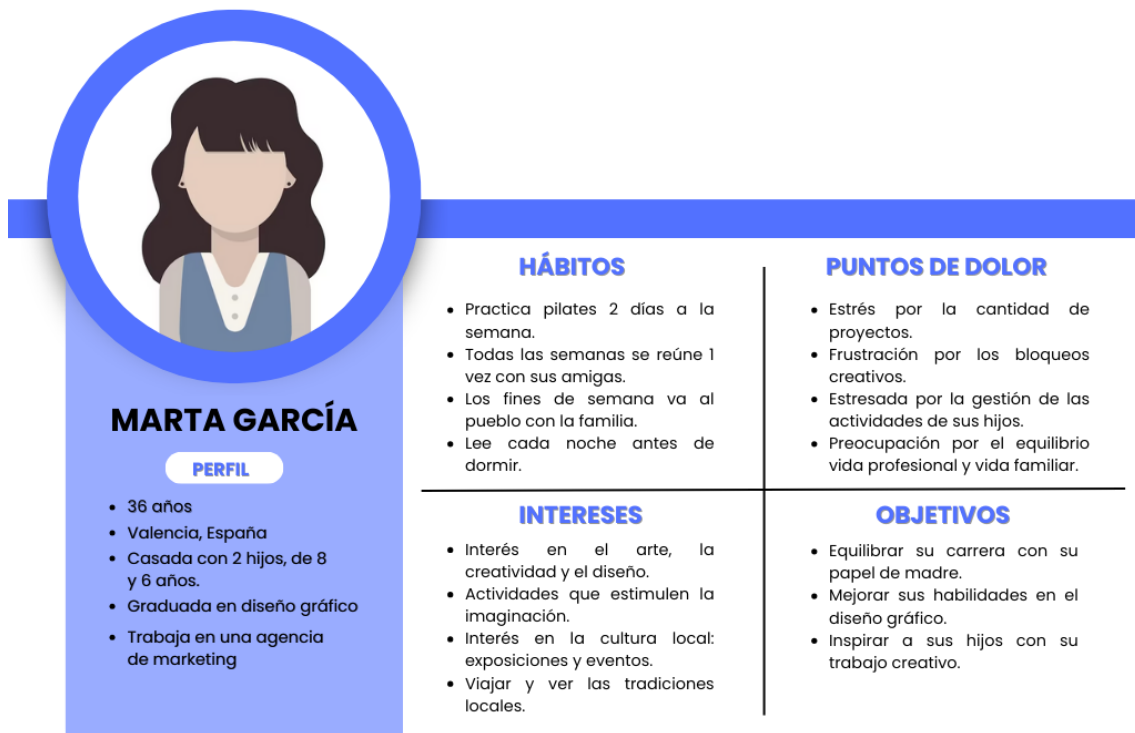 MARTA GARCÍA
PERFIL
• 36 años
• Valencia, España
• Casada con 2 hijos, de 8
y 6 años.
• Graduada en diseño gráfico
• Trabaja en una agencia
de marketing
HÁBITOS
• Practica pilates 2 días a la
semana.
• Todas las semanas se reúne 1
vez con sus amigas.
• Los fines de semana va al
pueblo con la familia.
• Lee cada noche antes de
dormir.
PUNTOS DE DOLOR
• Estrés por la cantidad de
proyectos.
• Frustración por los bloqueos
creativos.
• Estresada por la gestión de las
actividades de sus hijos.
• Preocupación por el equilibrio
vida profesional y vida familiar.
INTERESES
• Interés en el arte, la
creatividad y el diseño.
• Actividades que estimulen la
imaginación.
• Interés en la cultura local:
exposiciones y eventos.
• Viajar y ver las tradiciones
locales.
OBJETIVOS
• Equilibrar su carrera con su
papel de madre.
• Mejorar sus habilidades en el
diseño gráfico.
• Inspirar a sus hijos con su
trabajo creativo.